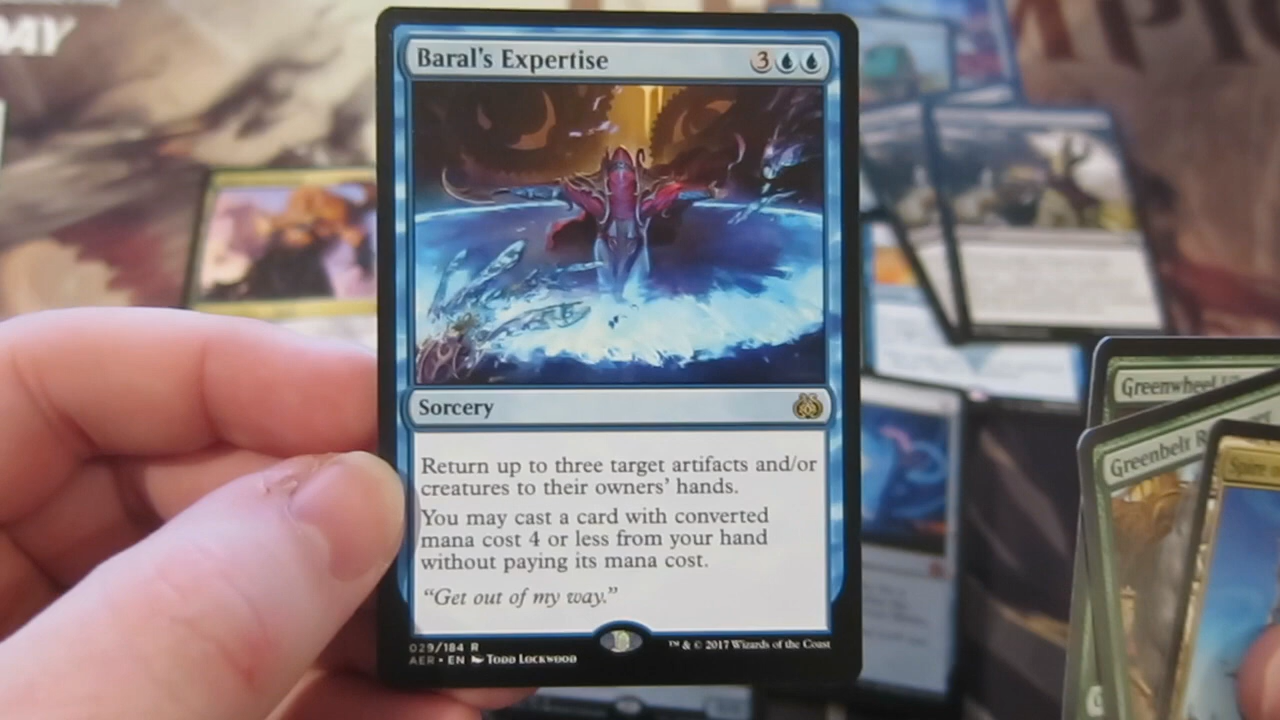 Baral's Expertise 3
Sorcery
Return up to three target artifacts and/or
creatures to their owners' hands.
You may cast a card with converted
mana cost 4 or less from your hand
without paying its mana cost.
“Get out of my way.”
029/184 R
AER • EN Todd Lockwood
™ & © 2017 Wizards of the Coast
Greenwheel
Greenbelt